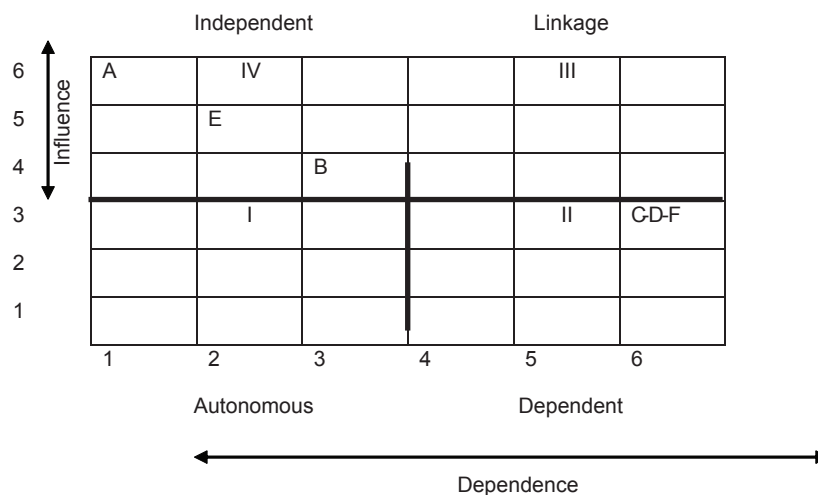 Independent Linkage
6 A IV III
5 E
4 B
Influence
3 I II C-D-F
2
1
1 2 3 4 5 6
Autonomous Dependent
Dependence